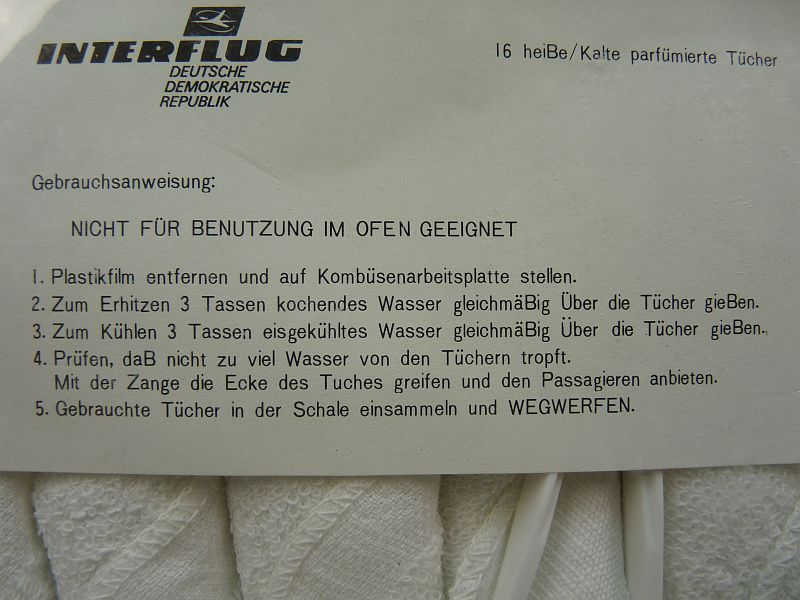 INTERFLUG
DEUTSCHE
DEMOKRATISCHE
REPUBLIK
16 heiBe/Kalte parfümierte Tücher
Gebrauchsanweisung:
NICHT FÜR BENUTZUNG IM OFEN GEEIGNET
1. Plastikfilm entfernen und auf Kombüsenarbeitsplatte stellen.
2. Zum Erhitzen 3 Tassen kochendes Wasser gleichmäBig Über die Tücher gieBen.
3. Zum Kühlen 3 Tassen eisgekühltes Wasser gleichmäBig Über die Tücher gieBen.
4. Prüfen, daB nicht zu viel Wasser von den Tüchern tropft.
Mit der Zange die Ecke des Tuches greifen und den Passagieren anbieten.
5. Gebrauchte Tücher in der Schale einsammeln und WEGWERFEN.